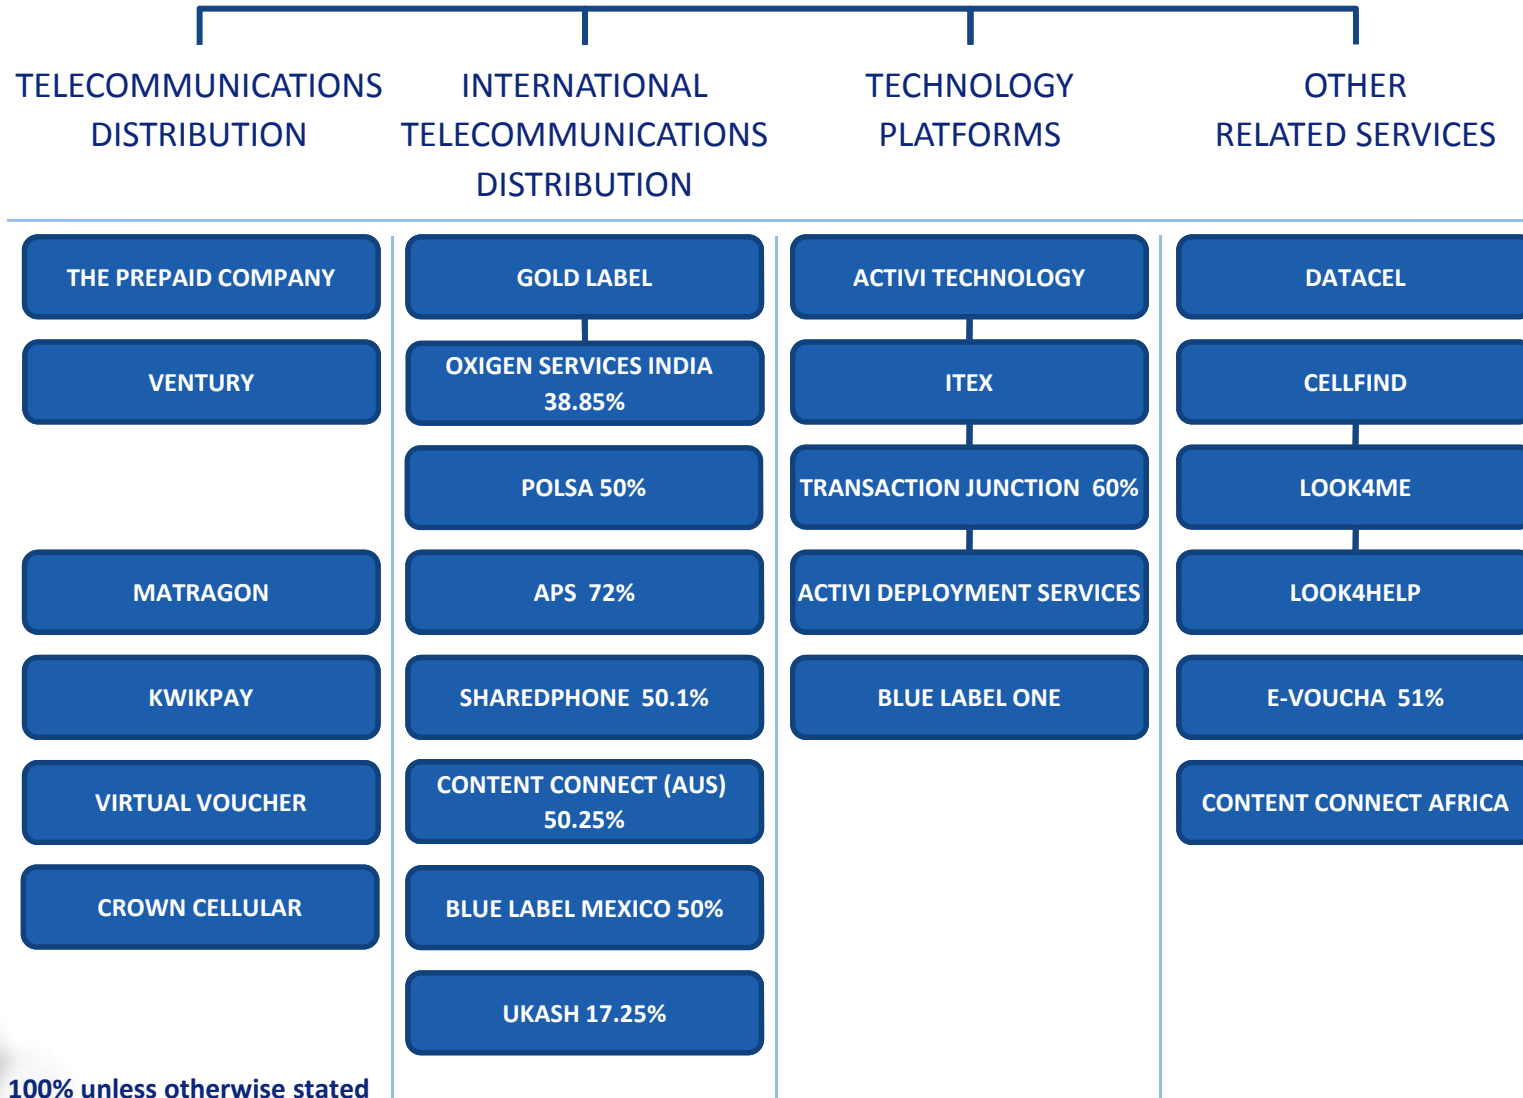 TELECOMMUNICATIONS
DISTRIBUTION
INTERNATIONAL
TELECOMMUNICATIONS
DISTRIBUTION
TECHNOLOGY
PLATFORMS
OTHER
RELATED SERVICES
THE PREPAID COMPANY
VENTURY
MATRAGON
KWIKPAY
VIRTUAL VOUCHER
CROWN CELLULAR
GOLD LABEL
OXIGEN SERVICES INDIA
38.85%
POLSA 50%
APS 72%
SHAREDPHONE 50.1%
CONTENT CONNECT (AUS)
50.25%
BLUE LABEL MEXICO 50%
UKASH 17.25%
ACTIVI TECHNOLOGY
ITEX
TRANSACTION JUNCTION 60%
ACTIVI DEPLOYMENT SERVICES
BLUE LABEL ONE
DATACEL
CELLFIND
LOOK4ME
LOOK4HELP
E-VOUCHA 51%
CONTENT CONNECT AFRICA
100% unless otherwise stated